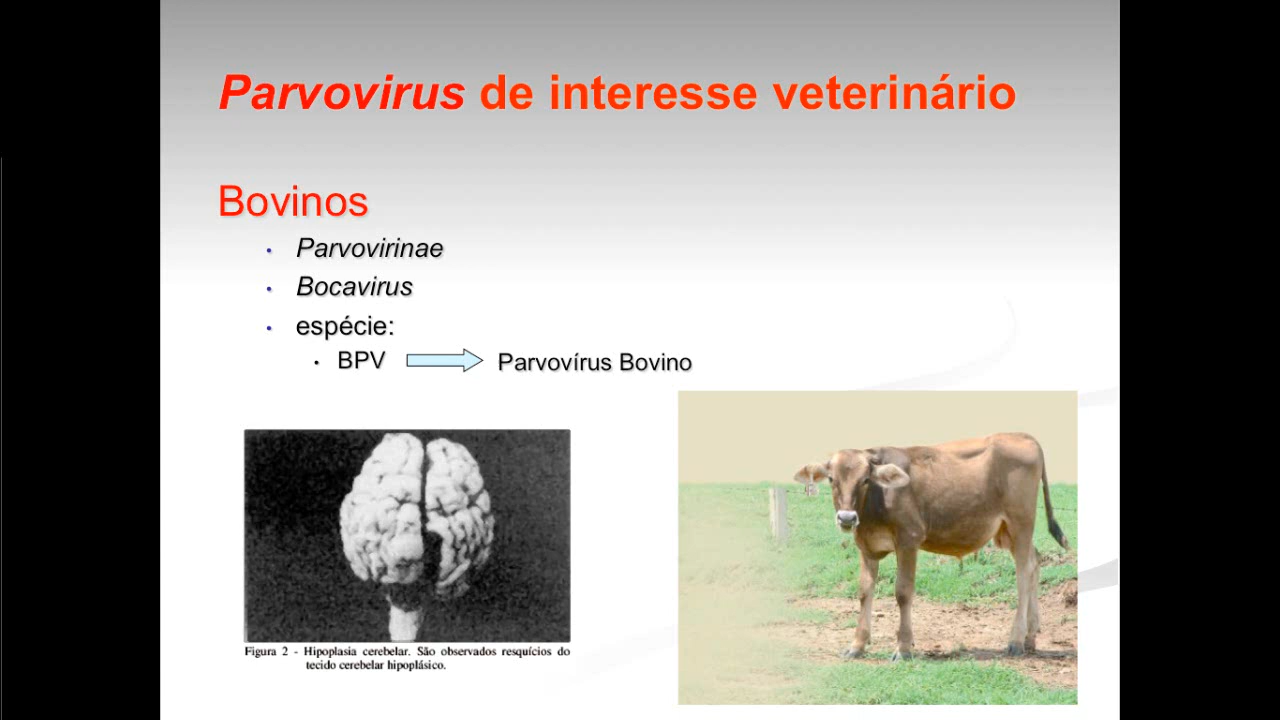 Parvovirus de interesse veterinário
Bovinos
• Parvovirinae
• Bocavirus
• espécie:
• BPV
Parvovírus Bovino
Figura 2 - Hipoplasia cerebelar. São observados resquícios do
tecido cerebelar hipoplásico.